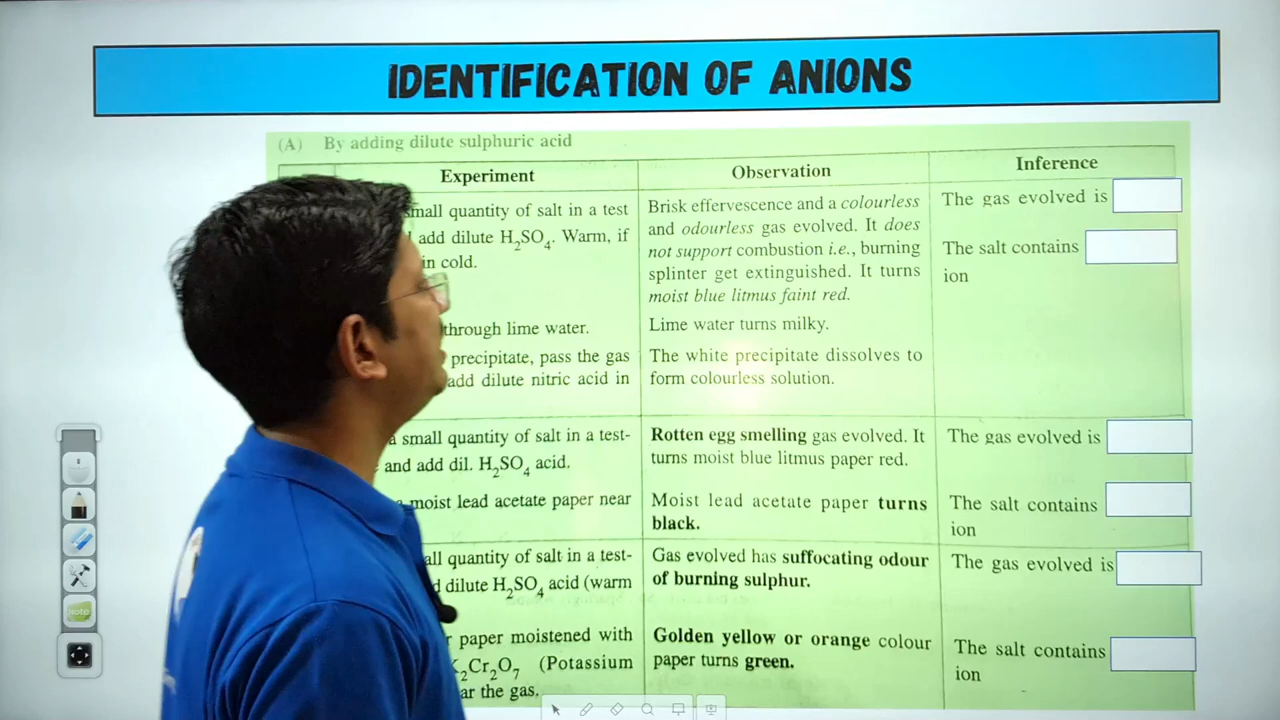 IDENTIFICATION OF ANIONS
(A) By adding dilute sulphuric acid
Experiment
Observation
Inference
small quantity of salt in a test
add dilute H₂SO₄. Warm, if
in cold.
through lime water.
precipitate, pass the gas
add dilute nitric acid in
Brisk effervescence and a colourless
and odourless gas evolved. It does
not support combustion i.e., burning
splinter get extinguished. It turns
moist blue litmus faint red.
Lime water turns milky.
The white precipitate dissolves to
form colourless solution.
The gas evolved is
The salt contains
ion
a small quantity of salt in a test-
and add dil. H₂SO₄ acid.
moist lead acetate paper near
Rotten egg smelling gas evolved. It
turns moist blue litmus paper red.
Moist lead acetate paper turns
black.
The gas evolved is
The salt contains
ion
all quantity of salt in a test-
dilute H₂SO₄ acid (warm
paper moistened with
K₂Cr₂O₇ (Potassium
ar the gas.
Gas evolved has suffocating odour
of burning sulphur.
Golden yellow or orange colour
paper turns green.
The gas evolved is
The salt contains
ion
note